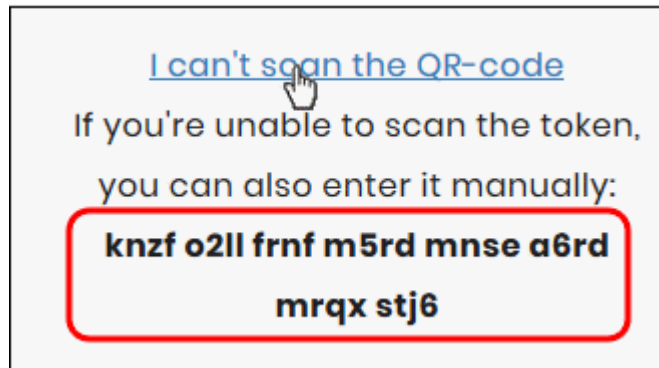 I can't scan the QR-code
If you're unable to scan the token,
you can also enter it manually:
knzf o2ll frnf m5rd mnse a6rd
mrqx stj6